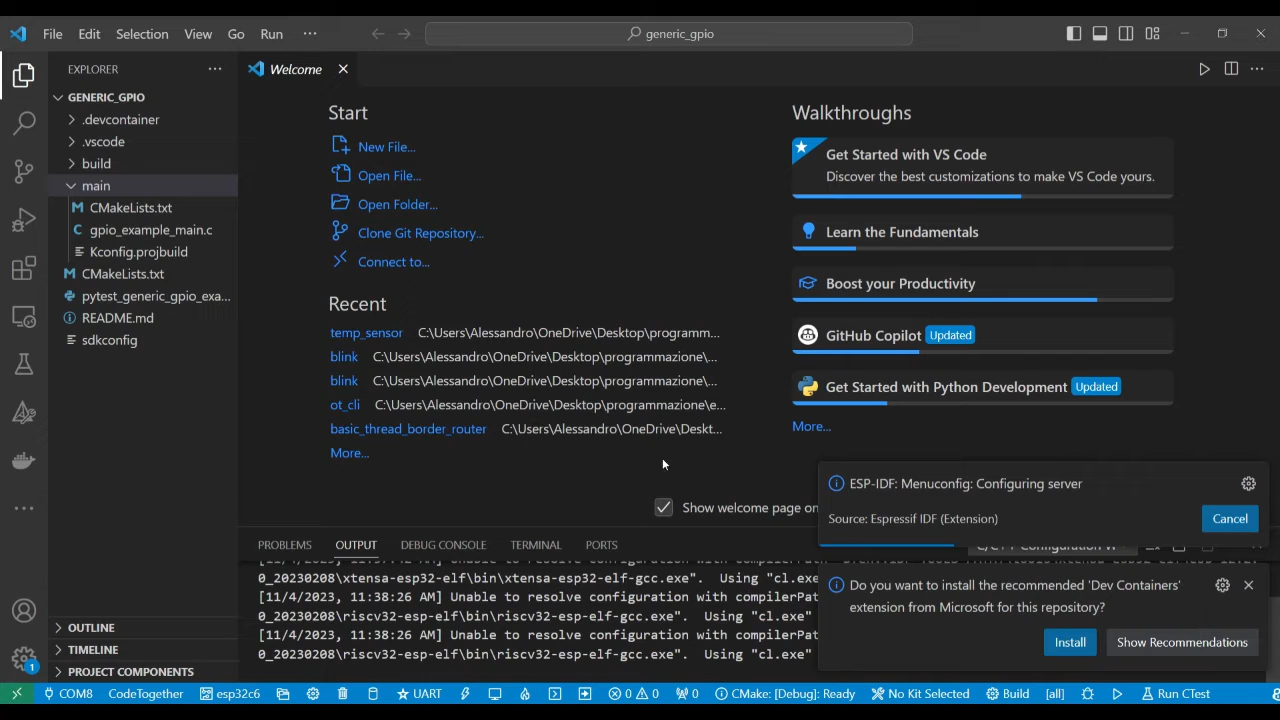 File Edit Selection View Go Run ··· generic_gpio
EXPLORER ···
GENERIC_GPIO
.devcontainer
.vscode
build
main
CMakeLists.txt
gpio_example_main.c
Kconfig.projbuild
CMakeLists.txt
pytest_generic_gpio_exa...
README.md
sdkconfig
OUTLINE
TIMELINE
PROJECT COMPONENTS
Welcome
Start
New File...
Open File...
Open Folder...
Clone Git Repository...
Connect to...
Recent
temp_sensor C:\Users\Alessandro\OneDrive\Desktop\programm...
blink C:\Users\Alessandro\OneDrive\Desktop\programmazione\...
blink C:\Users\Alessandro\OneDrive\Desktop\programmazione\...
ot_cli C:\Users\Alessandro\OneDrive\Desktop\programmazione\e...
basic_thread_border_router C:\Users\Alessandro\OneDrive\Deskt...
More...
Show welcome page on
Walkthroughs
Get Started with VS Code
Discover the best customizations to make VS Code yours.
Learn the Fundamentals
Boost your Productivity
GitHub Copilot Updated
Get Started with Python Development Updated
More...
ESP-IDF: Menuconfig: Configuring server
Source: Espressif IDF (Extension)
Cancel
Do you want to install the recommended 'Dev Containers'
extension from Microsoft for this repository?
Install Show Recommendations
PROBLEMS OUTPUT DEBUG CONSOLE TERMINAL PORTS
0_20230208\xtensa-esp32-elf\bin\xtensa-esp32-elf-gcc.exe". Using "cl.exe
[11/4/2023, 11:38:26 AM] Unable to resolve configuration with compilerPat
0_20230208\riscv32-esp-elf\bin\riscv32-esp-elf-gcc.exe". Using "cl.exe"
[11/4/2023, 11:38:26 AM] Unable to resolve configuration with compilerPat
0_20230208\riscv32-esp-elf\bin\riscv32-esp-elf-gcc.exe". Using "cl.exe"
1
COM8 CodeTogether esp32c6 UART 0 0 0 CMake: [Debug]: Ready No Kit Selected Build [all] Run CTest